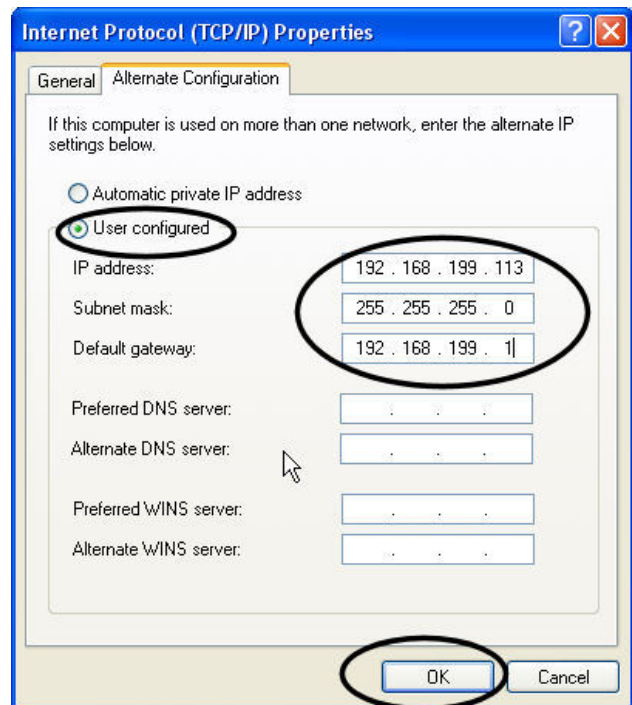 Internet Protocol (TCP/IP) Properties
General
Alternate Configuration
If this computer is used on more than one network, enter the alternate IP
settings below.
Automatic private IP address
User configured
IP address: 192 . 168 . 199 . 113
Subnet mask: 255 . 255 . 255 . 0
Default gateway: 192 . 168 . 199 . 1
Preferred DNS server: . . .
Alternate DNS server: . . .
Preferred WINS server: . . .
Alternate WINS server: . . .
OK
Cancel